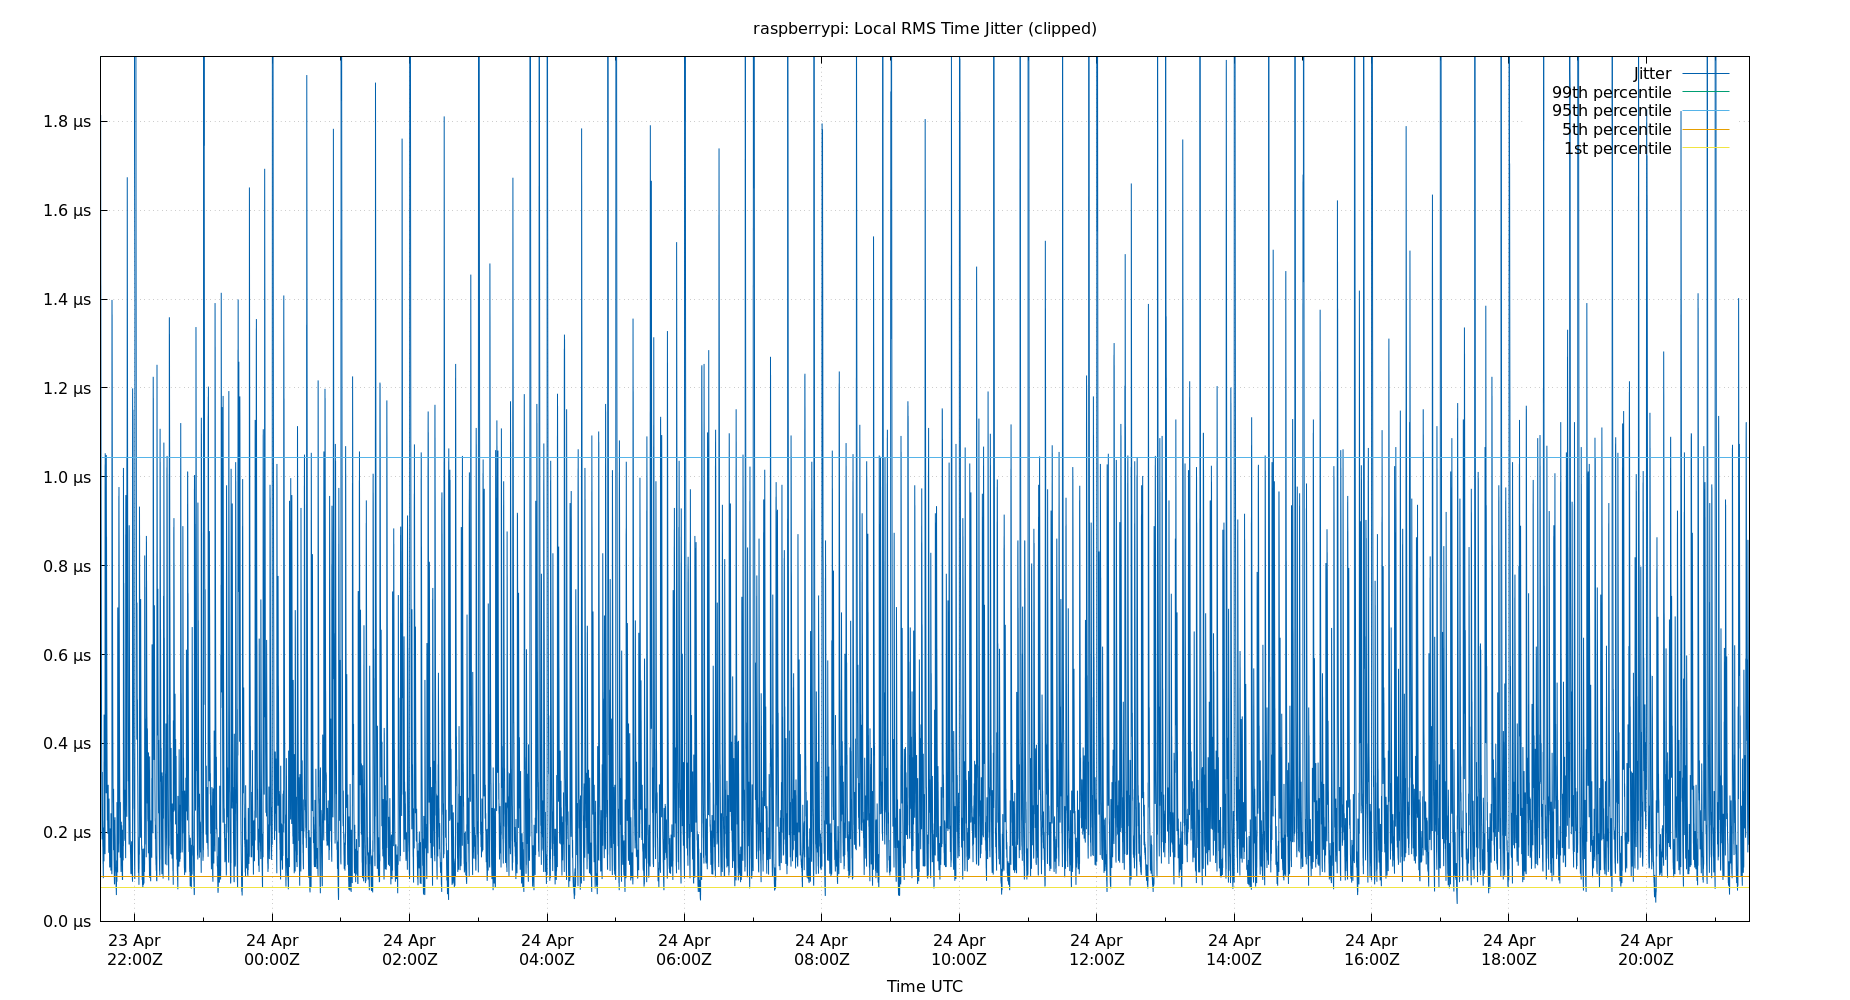 raspberrypi: Local RMS Time Jitter (clipped)
Jitter
99th percentile
95th percentile
5th percentile
1st percentile
1.8 µs
1.6 µs
1.4 µs
1.2 µs
1.0 µs
0.8 µs
0.6 µs
0.4 µs
0.2 µs
0.0 µs
23 Apr 24 Apr 24 Apr 24 Apr 24 Apr 24 Apr 24 Apr 24 Apr 24 Apr 24 Apr 24 Apr 24 Apr
22:00Z 00:00Z 02:00Z 04:00Z 06:00Z 08:00Z 10:00Z 12:00Z 14:00Z 16:00Z 18:00Z 20:00Z
Time UTC